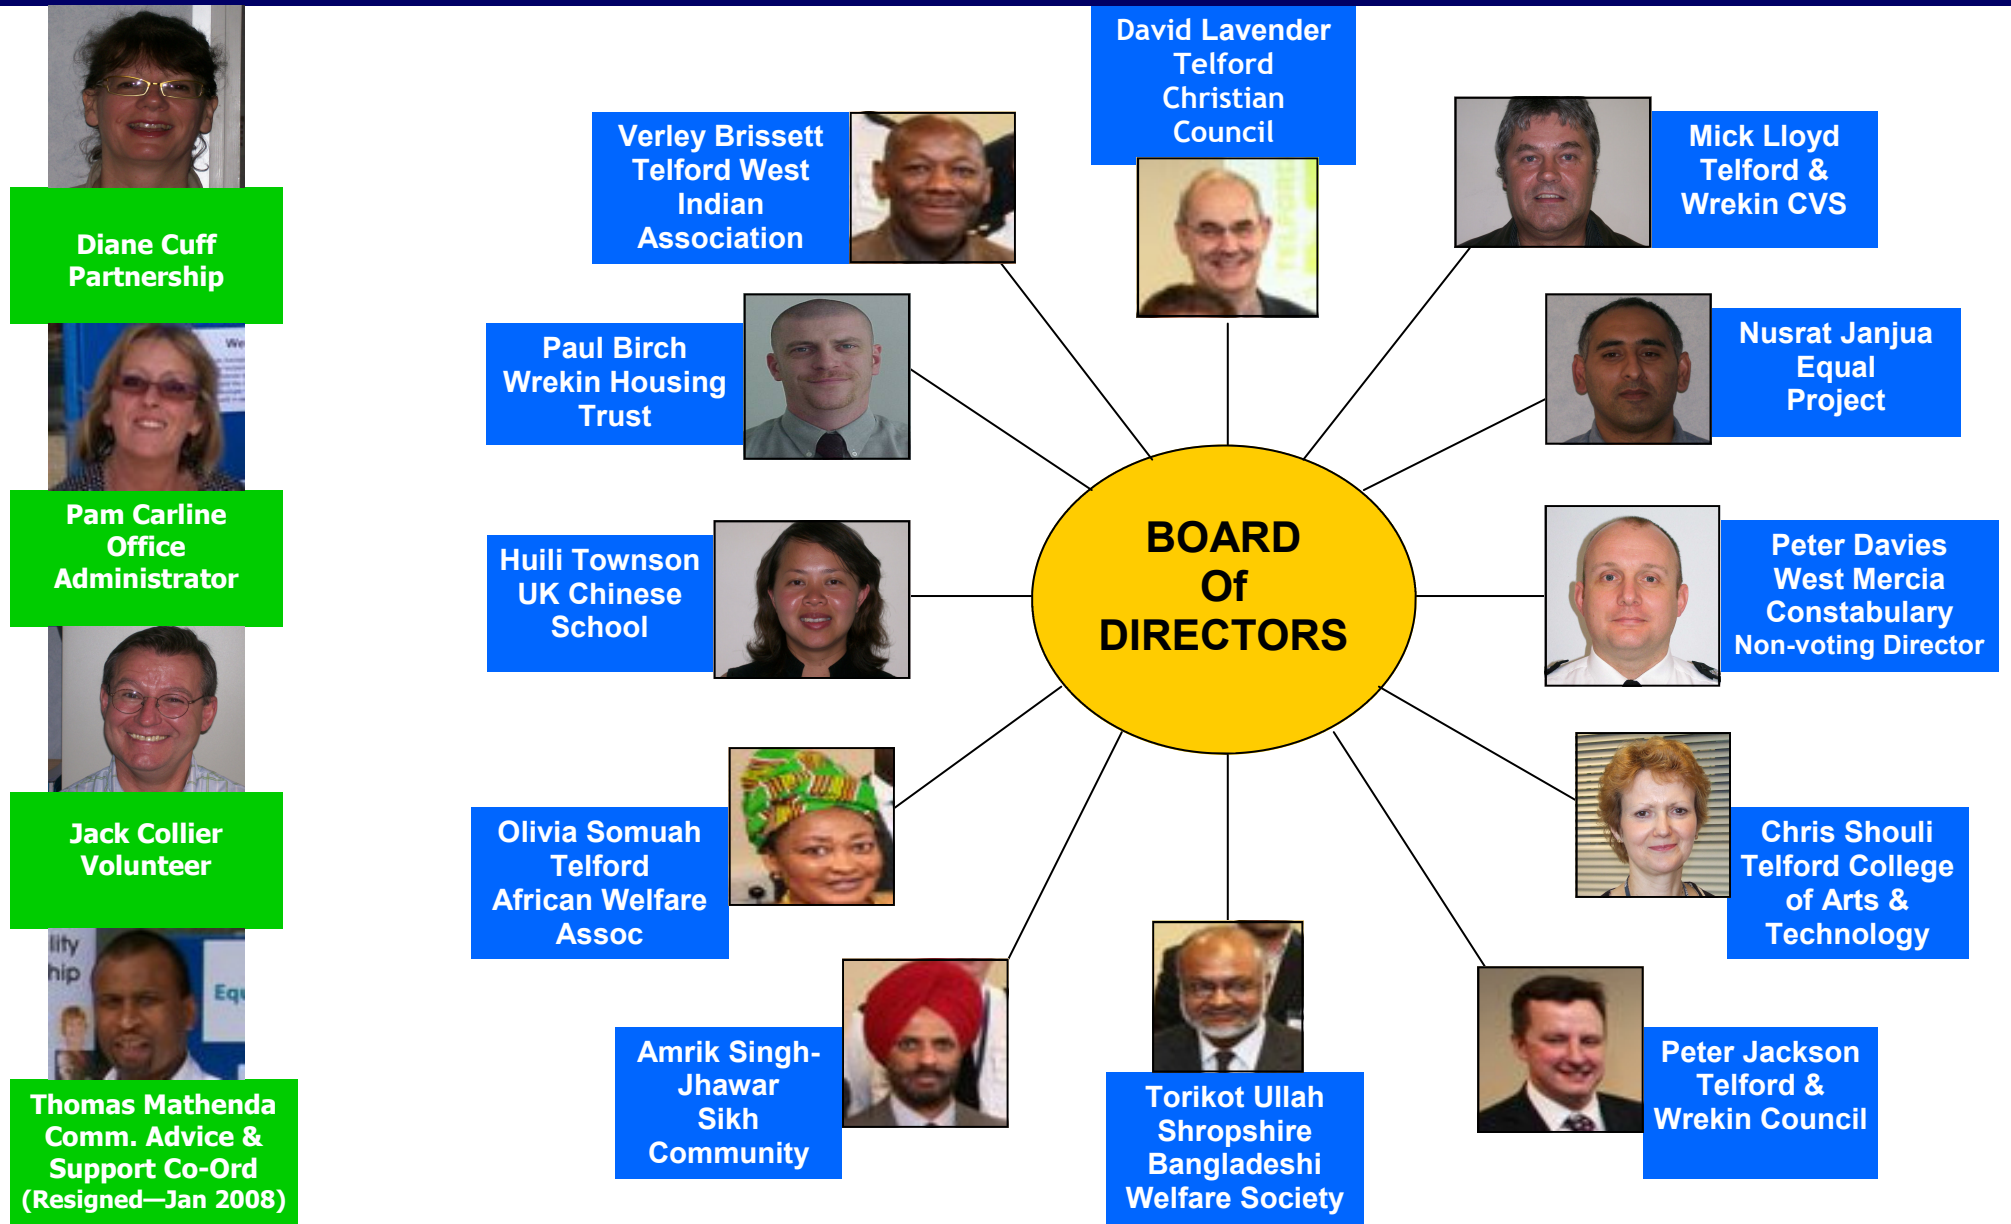 Diane Cuff
Partnership
We
Pam Carline
Office
Administrator
Jack Collier
Volunteer
lity
hip
Equ
Thomas Mathenda
Comm. Advice &
Support Co-Ord
(Resigned—Jan 2008)
David Lavender
Telford
Christian
Council
Verley Brissett
Telford West
Indian
Association
Mick Lloyd
Telford &
Wrekin CVS
Paul Birch
Wrekin Housing
Trust
Nusrat Janjua
Equal
Project
Huili Townson
UK Chinese
School
BOARD
Of
DIRECTORS
Peter Davies
West Mercia
Constabulary
Non-voting Director
Olivia Somuah
Telford
African Welfare
Assoc
Chris Shouli
Telford College
of Arts &
Technology
Amrik Singh-
Jhawar
Sikh
Community
Torikot Ullah
Shropshire
Bangladeshi
Welfare Society
Peter Jackson
Telford &
Wrekin Council